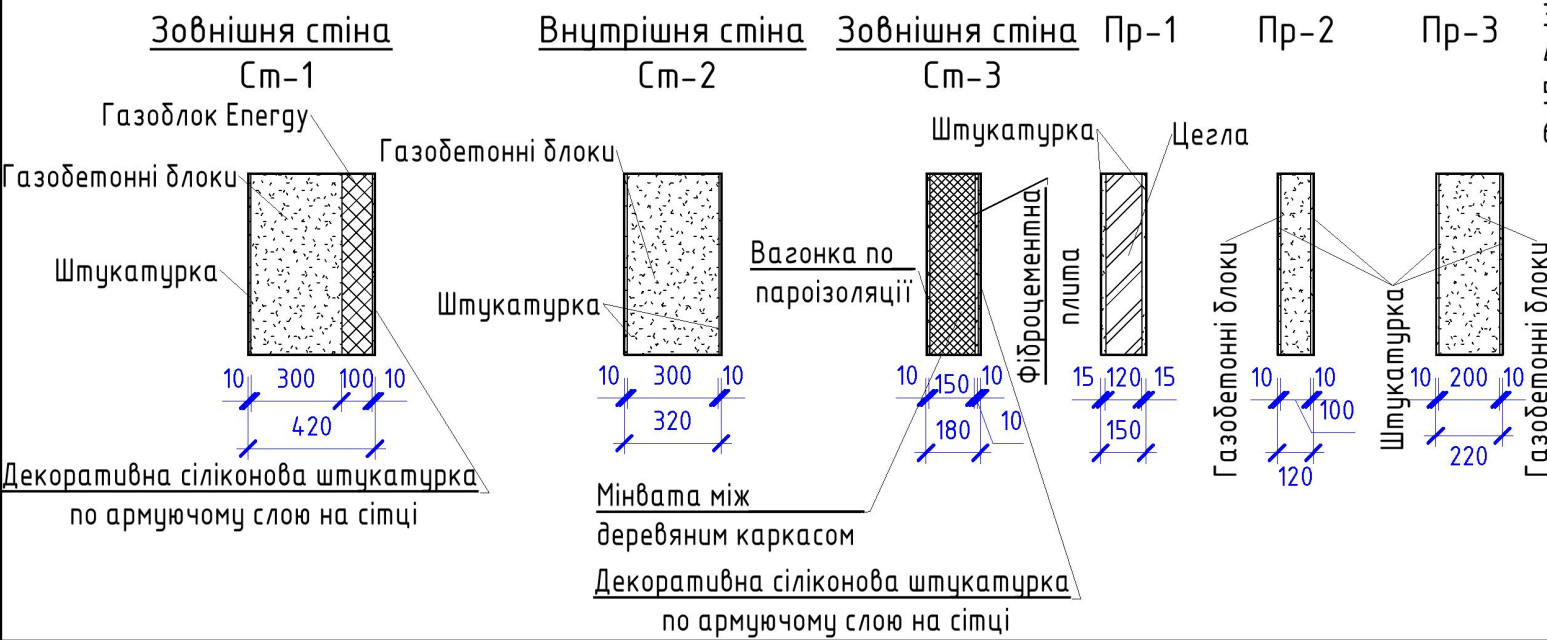 Зовнішня стіна
Ст-1
Газоблок Energy
Газобетонні блоки
Штукатурка
10 300 100 10
420
Декоративна сіліконова штукатурка
по армуючому слою на сітці
Внутрішня стіна
Ст-2
Газобетонні блоки
Штукатурка
10 300 10
320
Зовнішня стіна
Ст-3
Вагонка по
пароізоляції
фіброцементна
плита
10 150 10
180 10
Мінвата між
деревяним каркасом
Декоративна сіліконова штукатурка
по армуючому слою на сітці
Пр-1
Штукатурка
Цегла
15 120 15
150
Пр-2
Газобетонні блоки
10 10
100
120
Штукатурка
Пр-3
10 200 10
220
Газобетонні блоки